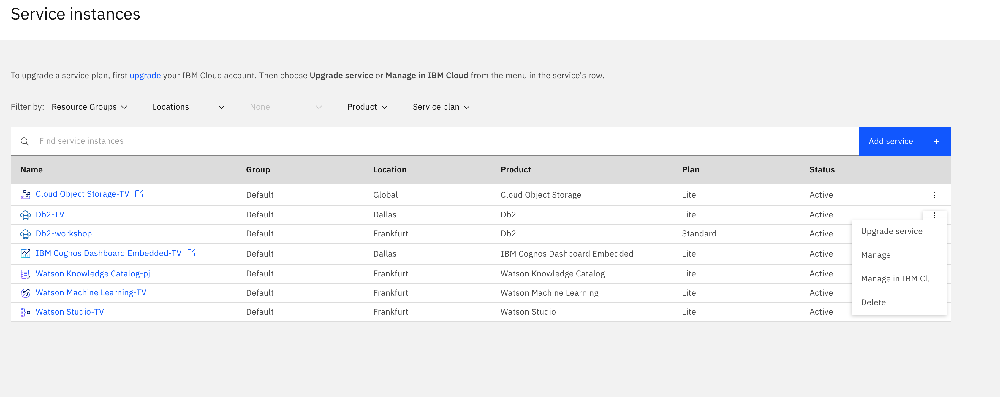 Service instances
To upgrade a service plan, first upgrade your IBM Cloud account. Then choose Upgrade service or Manage in IBM Cloud from the menu in the service's row.
Filter by: Resource Groups Locations None Product Service plan
Find service instances Add service +
Name Group Location Product Plan Status
Cloud Object Storage-TV Default Global Cloud Object Storage Lite Active
Db2-TV Default Dallas Db2 Lite Active
Db2-workshop Default Frankfurt Db2 Standard Active
IBM Cognos Dashboard Embedded-TV Default Dallas IBM Cognos Dashboard Embedded Lite Active
Watson Knowledge Catalog-pj Default Frankfurt Watson Knowledge Catalog Lite Active
Watson Machine Learning-TV Default Frankfurt Watson Machine Learning Lite Active
Watson Studio-TV Default Frankfurt Watson Studio Lite Active
Upgrade service
Manage
Manage in IBM Cl...
Delete